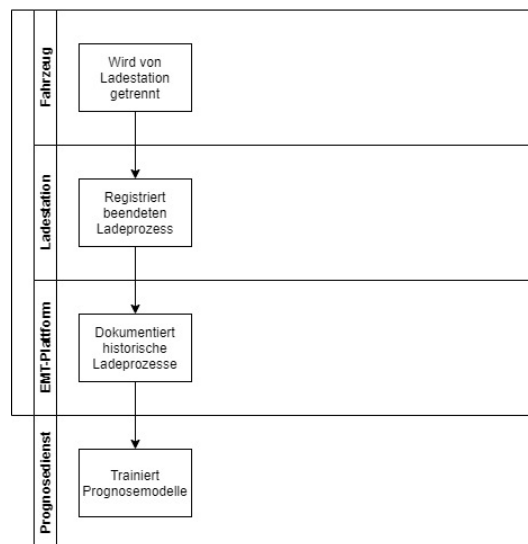 Fahrzeug
Wird von
Ladestation
getrennt
Ladestation
Registriert
beendeten
Ladeprozess
EMT-Plattform
Dokumentiert
historische
Ladeprozesse
Prognosedienst
Trainiert
Prognosemodelle